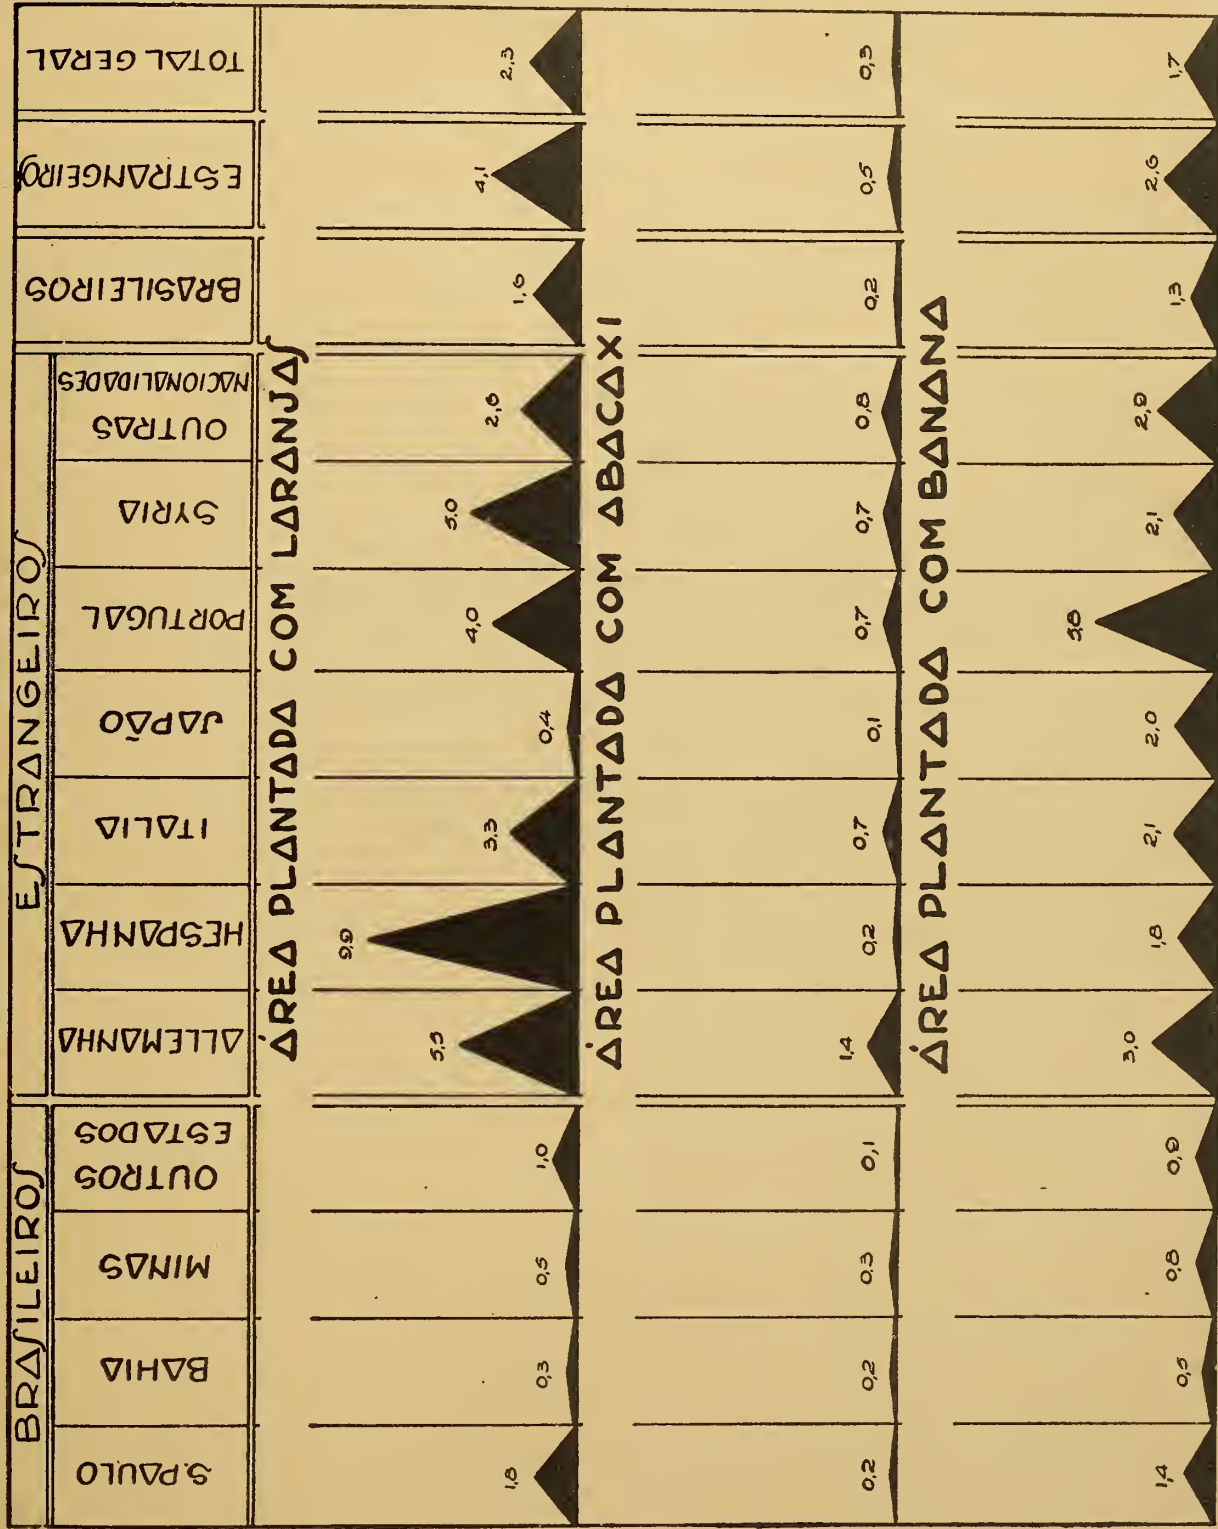 BRASILEIROS ESTRANGEIROS
S. PAULO BAHIA MINAS OUTROS ESTADOS ALLEMANHA HESPANHA ITALIA JAPÃO PORTUGAL SYRIA OUTRAS NACIONALIDADES BRASILEIROS ESTRANGEIROS TOTAL GERAL
ÁREA PLANTADA COM LARANJAS
1,8 0,3 0,5 1,0 5,5 9,9 3,3 0,4 4,0 5,0 2,6 1,6 4,1 2,3
ÁREA PLANTADA COM ABACAXI
0,2 0,2 0,3 0,1 1,4 0,2 0,7 0,1 0,7 0,7 0,8 0,2 0,5 0,3
ÁREA PLANTADA COM BANANA
1,4 0,5 0,8 0,9 3,0 1,8 2,1 2,0 5,8 2,1 2,9 1,3 2,6 1,7